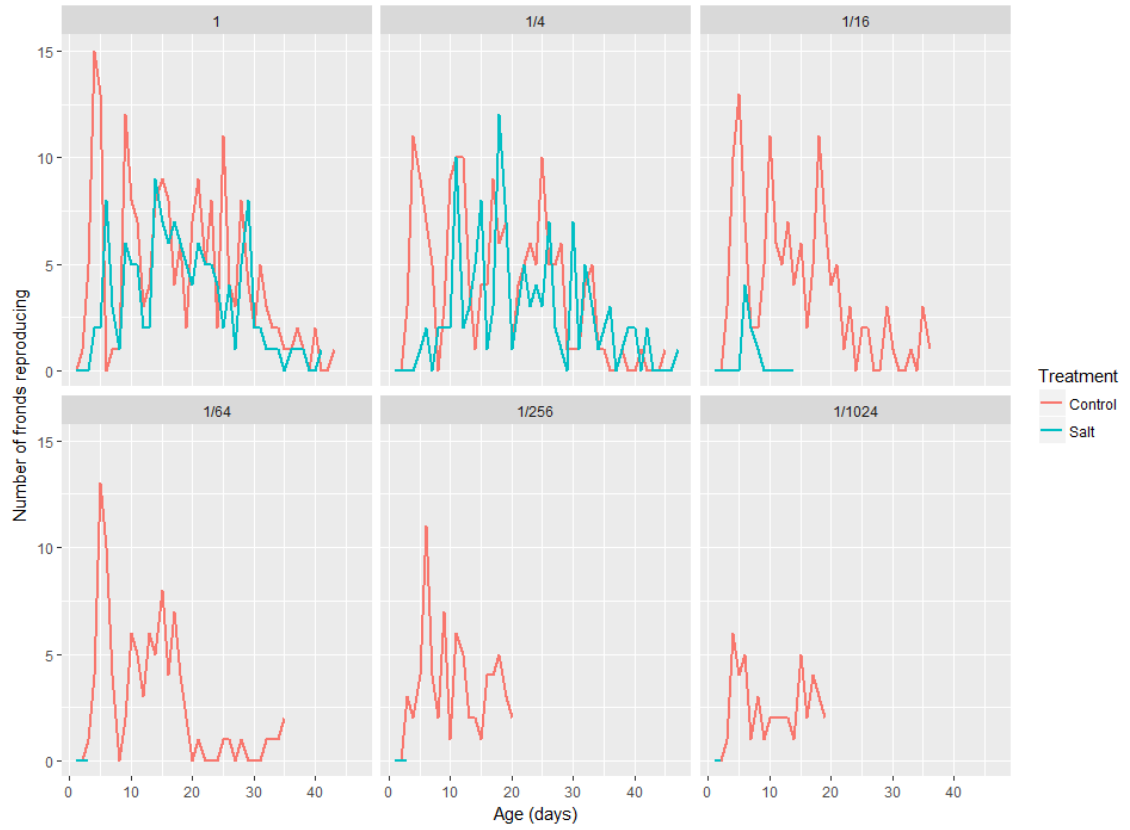 1 1/4 1/16
15
10
5
0
Number of fronds reproducing
Treatment
Control
Salt
1/64 1/256 1/1024
15
10
5
0
0 10 20 30 40 0 10 20 30 40 0 10 20 30 40
Age (days)